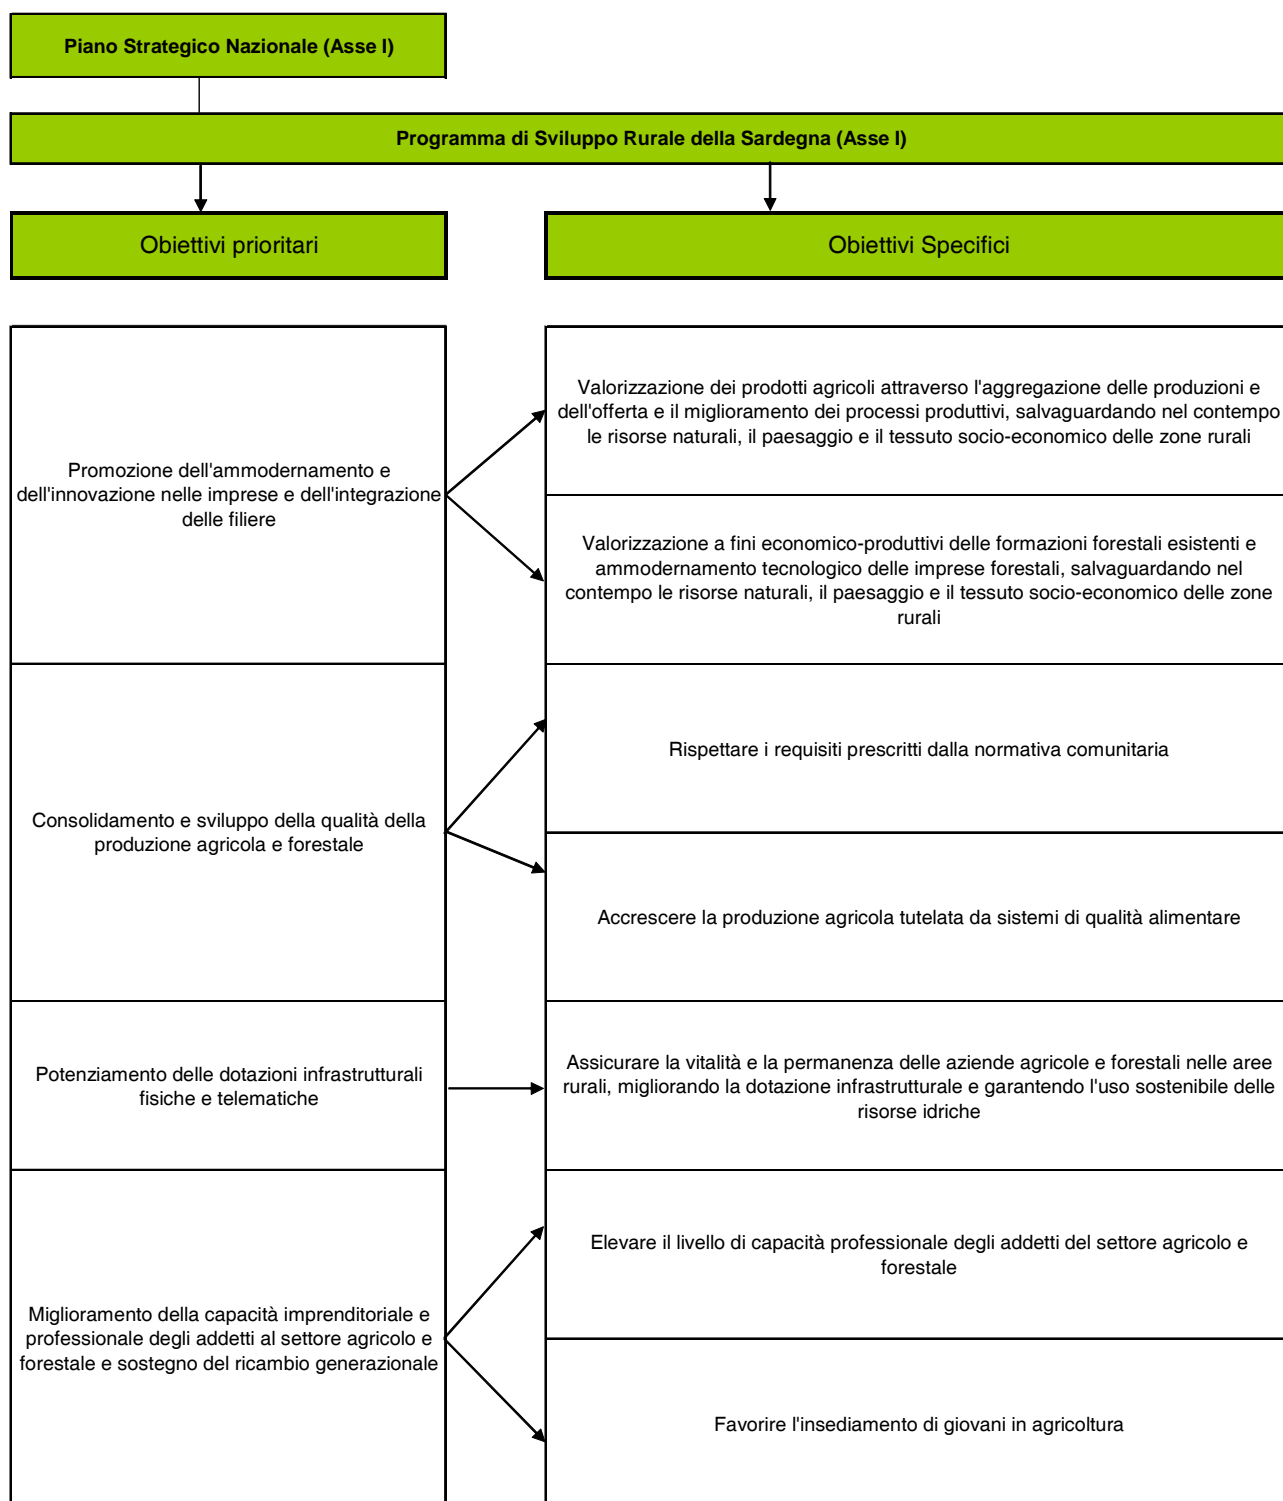 Piano Strategico Nazionale (Asse I)
Programma di Sviluppo Rurale della Sardegna (Asse I)
Obiettivi prioritari
Obiettivi Specifici
Promozione dell'ammodernamento e
dell'innovazione nelle imprese e dell'integrazione
delle filiere
Valorizzazione dei prodotti agricoli attraverso l'aggregazione delle produzioni e
dell'offerta e il miglioramento dei processi produttivi, salvaguardando nel contempo
le risorse naturali, il paesaggio e il tessuto socio-economico delle zone rurali
Valorizzazione a fini economico-produttivi delle formazioni forestali esistenti e
ammodernamento tecnologico delle imprese forestali, salvaguardando nel
contempo le risorse naturali, il paesaggio e il tessuto socio-economico delle zone
rurali
Consolidamento e sviluppo della qualità della
produzione agricola e forestale
Rispettare i requisiti prescritti dalla normativa comunitaria
Accrescere la produzione agricola tutelata da sistemi di qualità alimentare
Potenziamento delle dotazioni infrastrutturali
fisiche e telematiche
Assicurare la vitalità e la permanenza delle aziende agricole e forestali nelle aree
rurali, migliorando la dotazione infrastrutturale e garantendo l'uso sostenibile delle
risorse idriche
Miglioramento della capacità imprenditoriale e
professionale degli addetti al settore agricolo e
forestale e sostegno del ricambio generazionale
Elevare il livello di capacità professionale degli addetti del settore agricolo e
forestale
Favorire l'insediamento di giovani in agricoltura